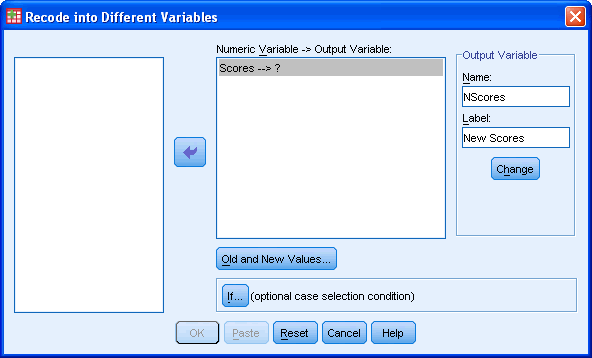 Recode into Different Variables
Numeric Variable -> Output Variable:
Scores --> ?
Output Variable
Name:
NScores
Label:
New Scores
Change
Old and New Values...
If... (optional case selection condition)
OK Paste Reset Cancel Help